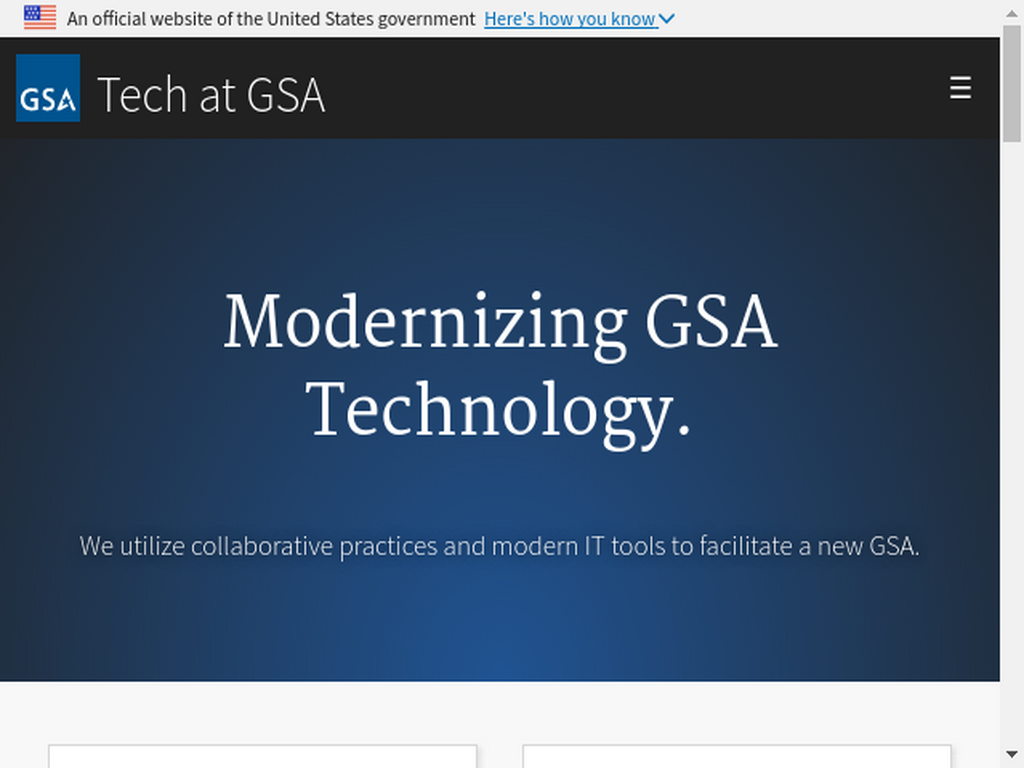 An official website of the United States government Here's how you know
GSA Tech at GSA
Modernizing GSA
Technology.
We utilize collaborative practices and modern IT tools to facilitate a new GSA.